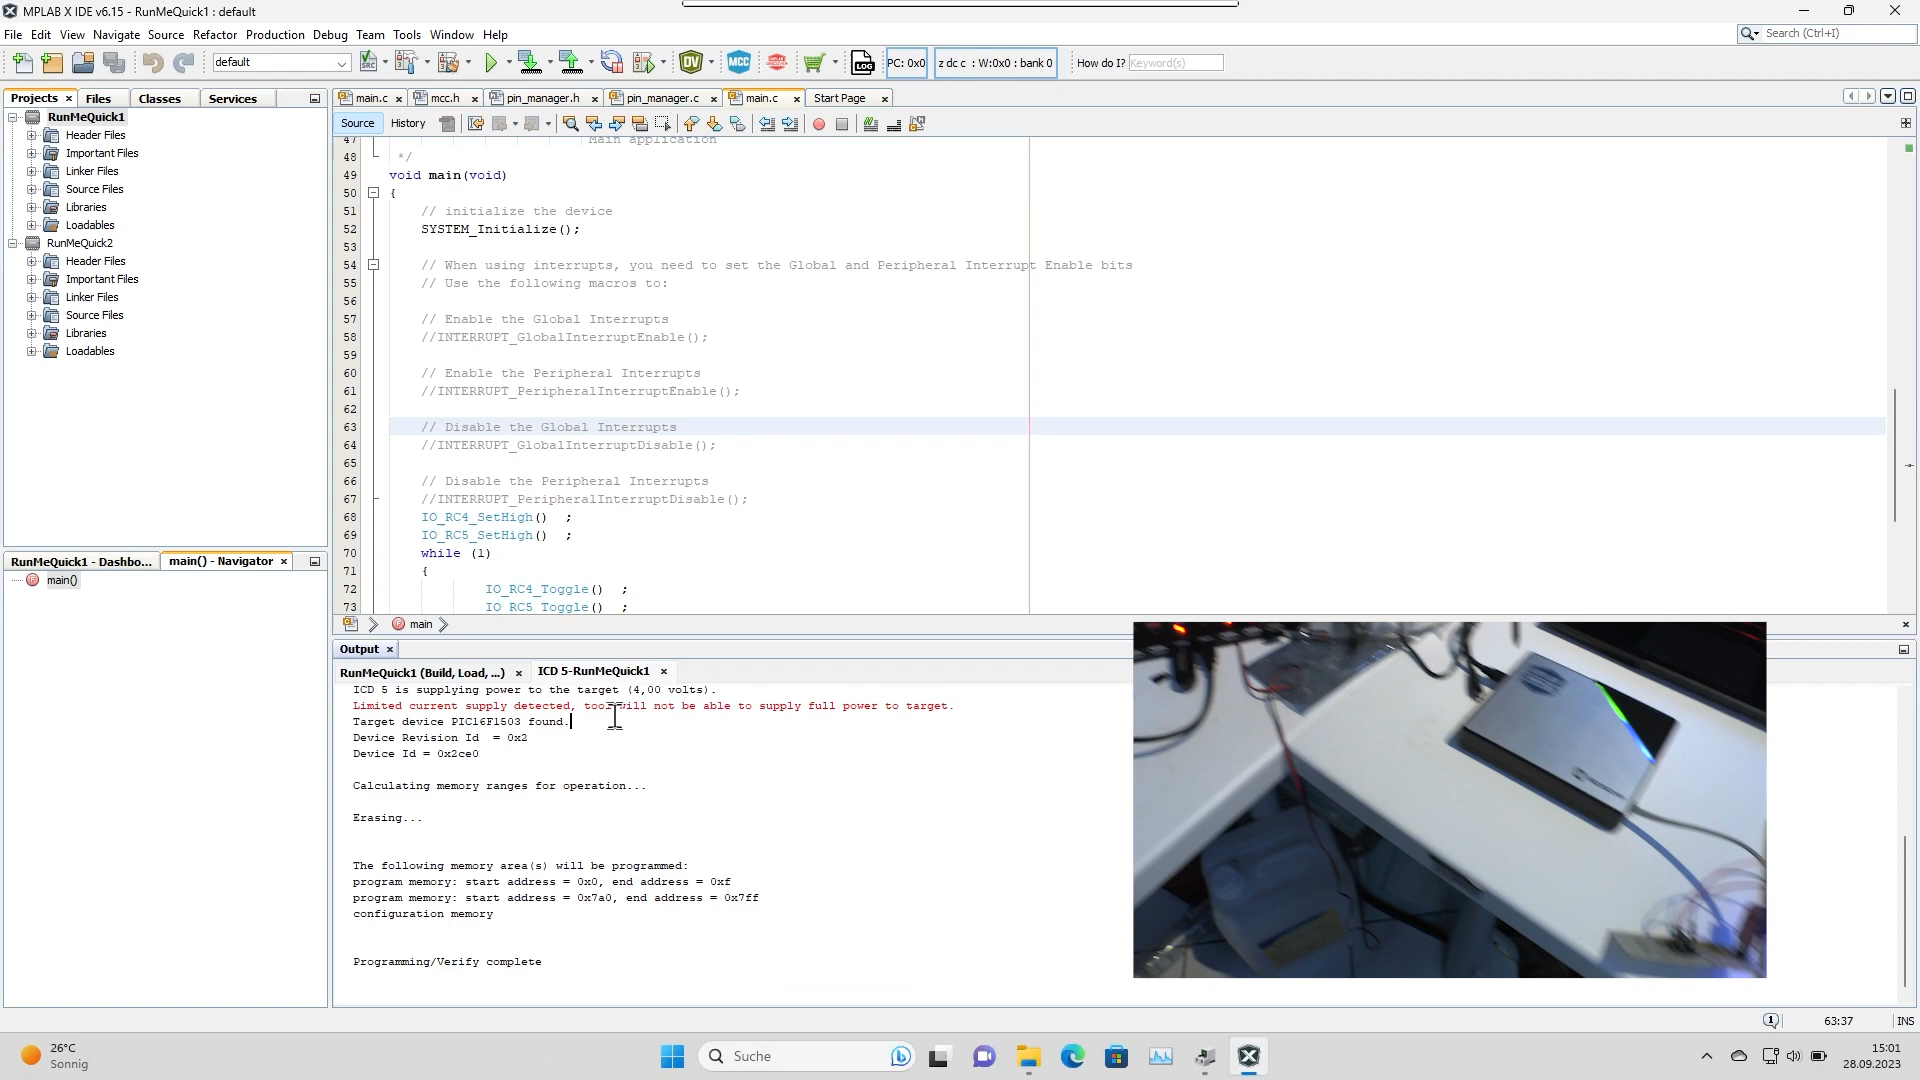 MPLAB X IDE v6.15 - RunMeQuick1 : default
File Edit View Navigate Source Refactor Production Debug Team Tools Window Help
Search (Ctrl+I)
default
SRC
DV
MCC
LOG
PC: 0x0
z dc c : W:0x0 : bank 0
How do I? Keyword(s)
Projects Files Classes Services
RunMeQuick1
Header Files
Important Files
Linker Files
Source Files
Libraries
Loadables
RunMeQuick2
Header Files
Important Files
Linker Files
Source Files
Libraries
Loadables
RunMeQuick1 - Dashbo... main() - Navigator
main()
main.c mcc.h pin_manager.h pin_manager.c main.c Start Page
Source History
47 Main application
48 */
49 void main(void)
50 {
51 // initialize the device
52 SYSTEM_Initialize();
53
54 // When using interrupts, you need to set the Global and Peripheral Interrupt Enable bits
55 // Use the following macros to:
56
57 // Enable the Global Interrupts
58 //INTERRUPT_GlobalInterruptEnable();
59
60 // Enable the Peripheral Interrupts
61 //INTERRUPT_PeripheralInterruptEnable();
62
63 // Disable the Global Interrupts
64 //INTERRUPT_GlobalInterruptDisable();
65
66 // Disable the Peripheral Interrupts
67 //INTERRUPT_PeripheralInterruptDisable();
68 IO_RC4_SetHigh() ;
69 IO_RC5_SetHigh() ;
70 while (1)
71 {
72 IO_RC4_Toggle() ;
73 IO_RC5_Toggle() ;
main
Output
RunMeQuick1 (Build, Load, ...) ICD 5-RunMeQuick1
ICD 5 is supplying power to the target (4,00 volts).
Limited current supply detected, tool will not be able to supply full power to target.
Target device PIC16F1503 found.
Device Revision Id = 0x2
Device Id = 0x2ce0
Calculating memory ranges for operation...
Erasing...
The following memory area(s) will be programmed:
program memory: start address = 0x0, end address = 0xf
program memory: start address = 0x7a0, end address = 0x7ff
configuration memory
Programming/Verify complete
1
63:37
INS
26°C
Sonnig
Suche
15:01
28.09.2023